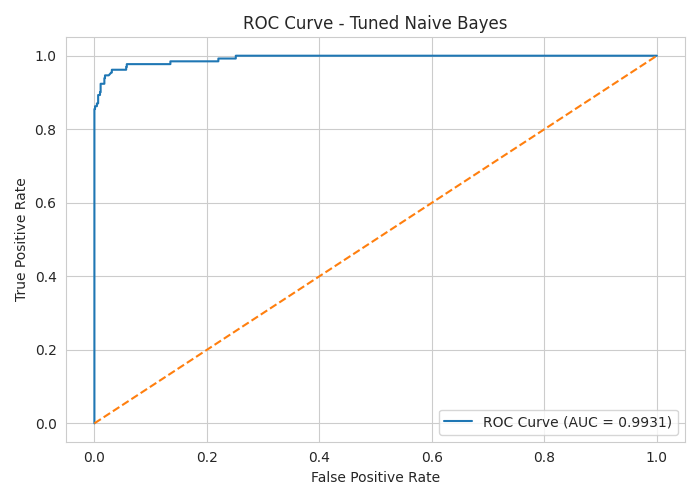 ROC Curve - Tuned Naive Bayes
True Positive Rate
1.0
0.8
0.6
0.4
0.2
0.0
ROC Curve (AUC = 0.9931)
0.0 0.2 0.4 0.6 0.8 1.0
False Positive Rate